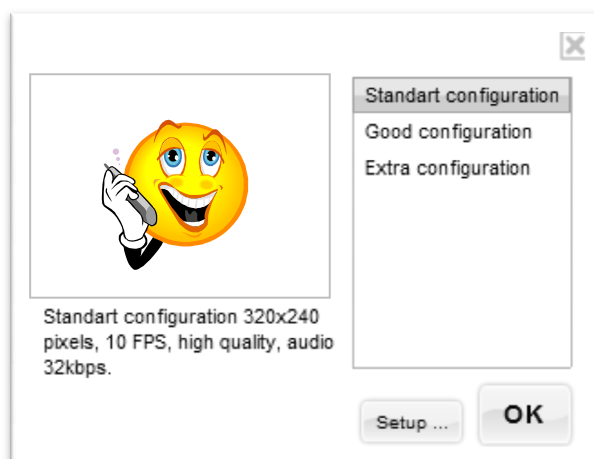 Standart configuration
Good configuration
Extra configuration
Standart configuration 320x240
pixels, 10 FPS, high quality, audio
32kbps.
Setup ...
OK